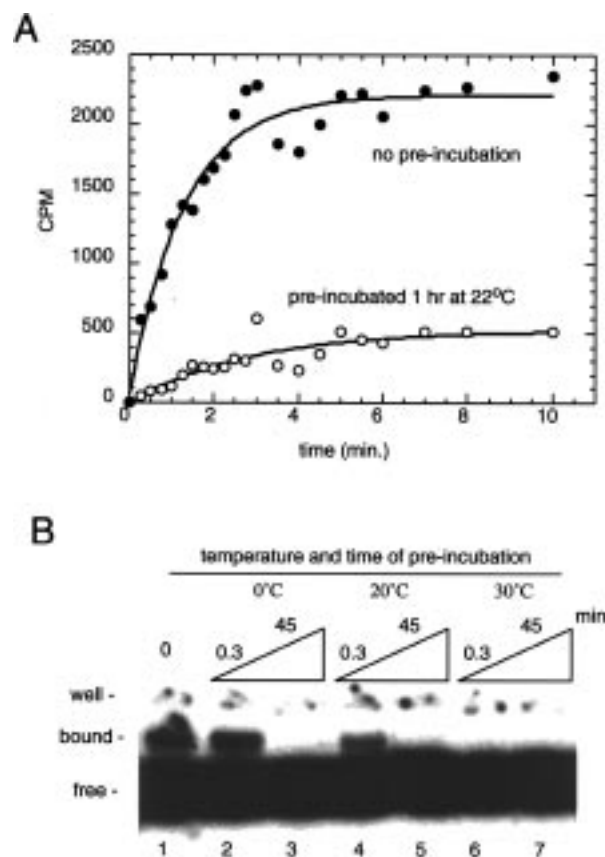 A
2500
2000
1500
1000
500
0
CPM
no pre-incubation
pre-incubated 1 hr at 22°C
0 2 4 6 8 10
time (min.)
B
temperature and time of pre-incubation
0°C 20°C 30°C
45 45 45 min
0 0.3 0.3 0.3
well -
bound -
free -
1 2 3 4 5 6 7